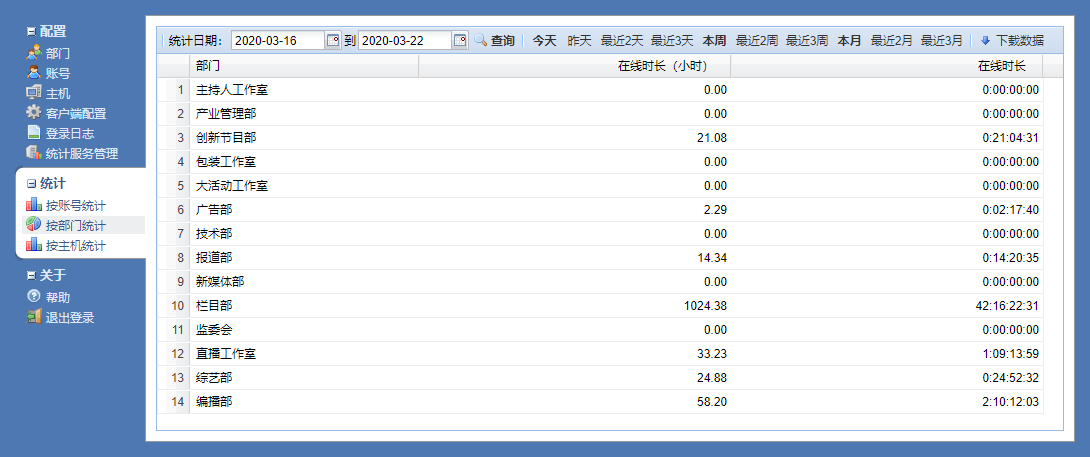 配置
部门
账号
主机
客户端配置
登录日志
统计服务管理
统计
按账号统计
按部门统计
按主机统计
关于
帮助
退出登录
统计日期： 2020-03-16 到 2020-03-22 查询 今天 昨天 最近2天 最近3天 本周 最近2周 最近3周 本月 最近2月 最近3月 下载数据
部门 在线时长（小时） 在线时长
1 主持人工作室 0.00 0:00:00:00
2 产业管理部 0.00 0:00:00:00
3 创新节目部 21.08 0:21:04:31
4 包装工作室 0.00 0:00:00:00
5 大活动工作室 0.00 0:00:00:00
6 广告部 2.29 0:02:17:40
7 技术部 0.00 0:00:00:00
8 报道部 14.34 0:14:20:35
9 新媒体部 0.00 0:00:00:00
10 栏目部 1024.38 42:16:22:31
11 监委会 0.00 0:00:00:00
12 直播工作室 33.23 1:09:13:59
13 综艺部 24.88 0:24:52:32
14 编播部 58.20 2:10:12:03